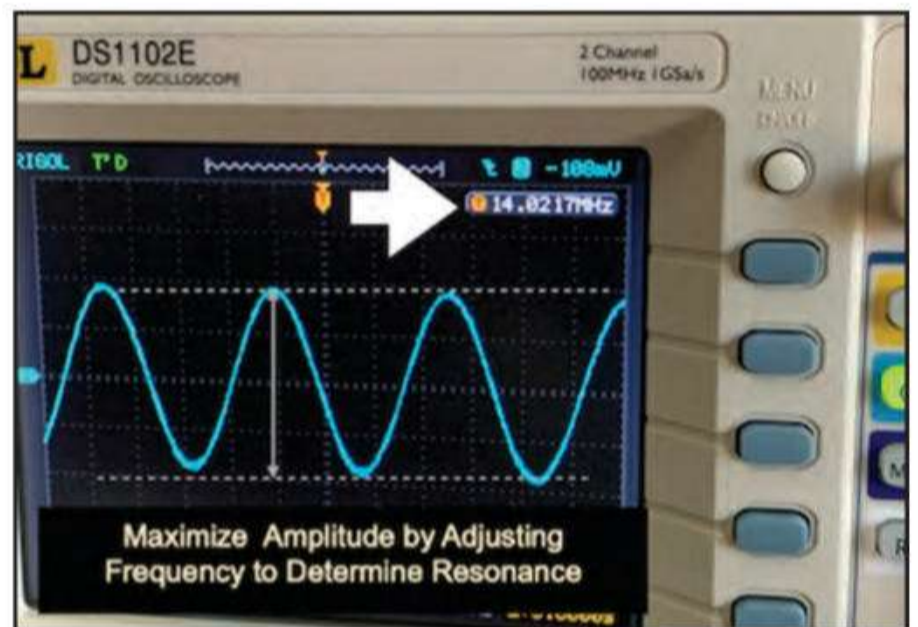 L DS1102E
DIGITAL OSCILLOSCOPE
2 Channel
100MHz 1GSa/s
MENU
RIGOL T'D
-108mV
14.0217MHz
Maximize Amplitude by Adjusting
Frequency to Determine Resonance